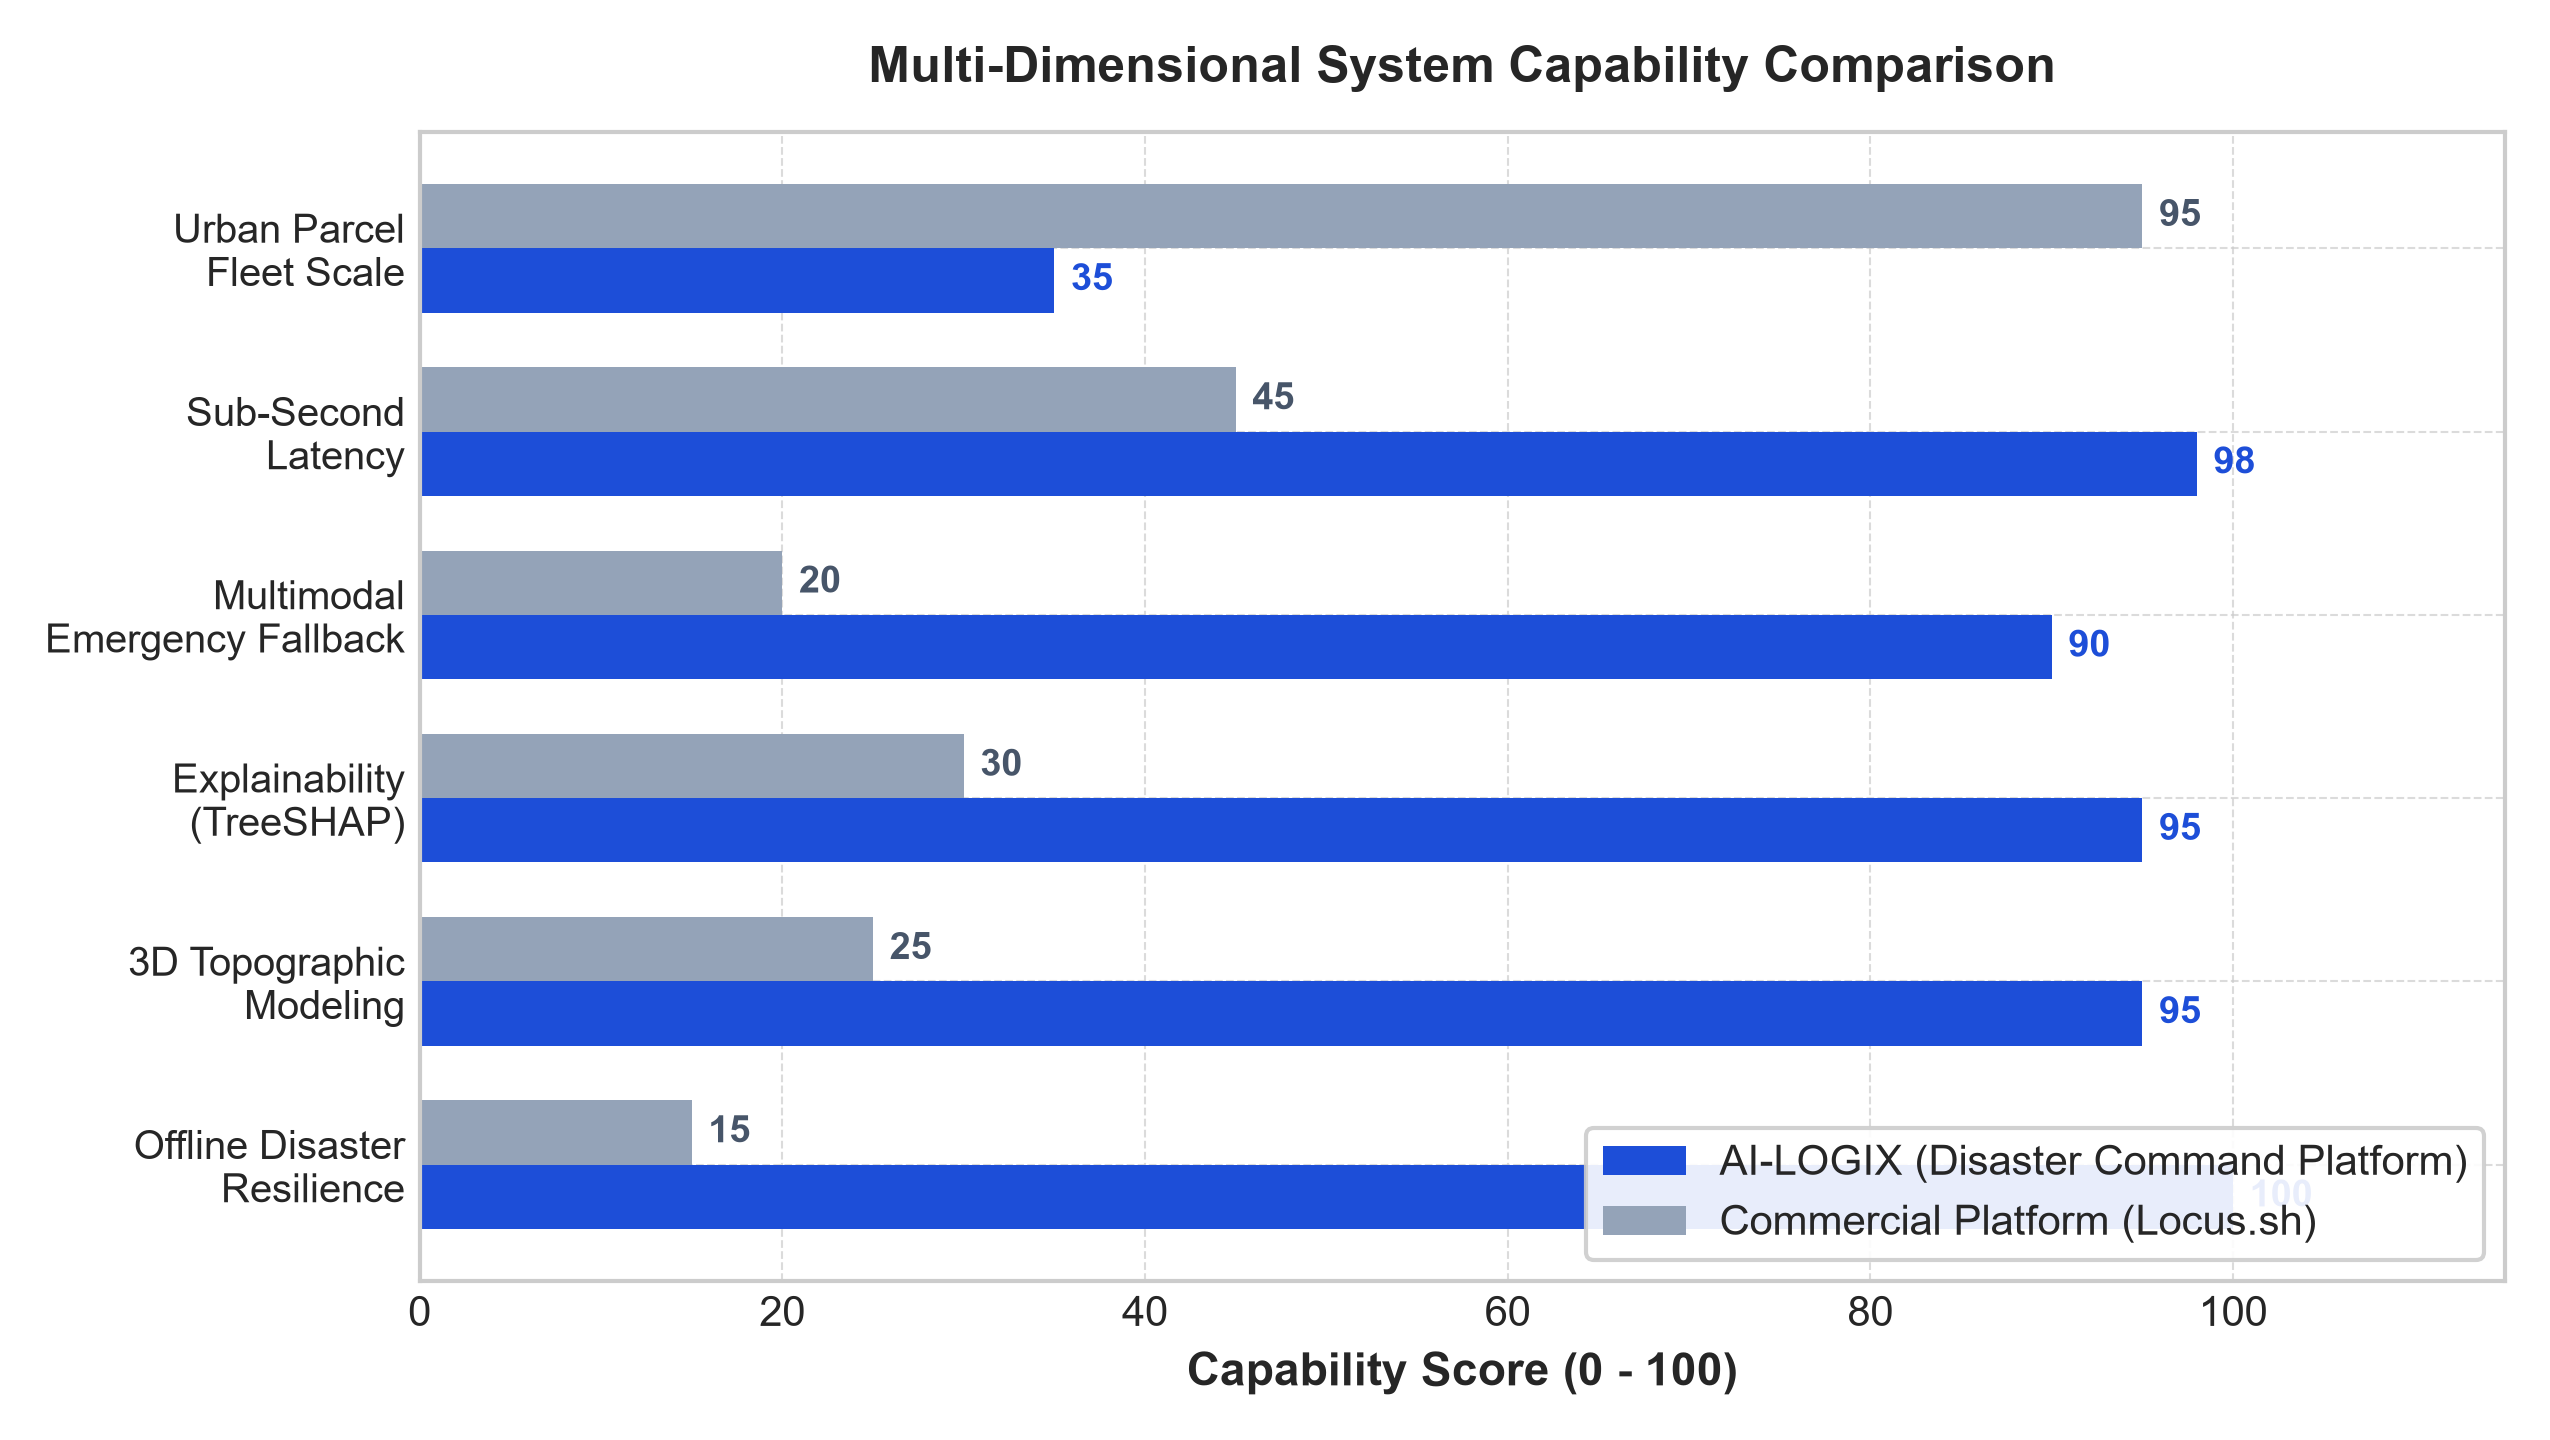 Multi-Dimensional System Capability Comparison
Urban Parcel
Fleet Scale
95
35
Sub-Second
Latency
45
98
Multimodal
Emergency Fallback
20
90
Explainability
(TreeSHAP)
30
95
3D Topographic
Modeling
25
95
Offline Disaster
Resilience
15
100
AI-LOGIX (Disaster Command Platform)
Commercial Platform (Locus.sh)
0
20
40
60
80
100
Capability Score (0 - 100)